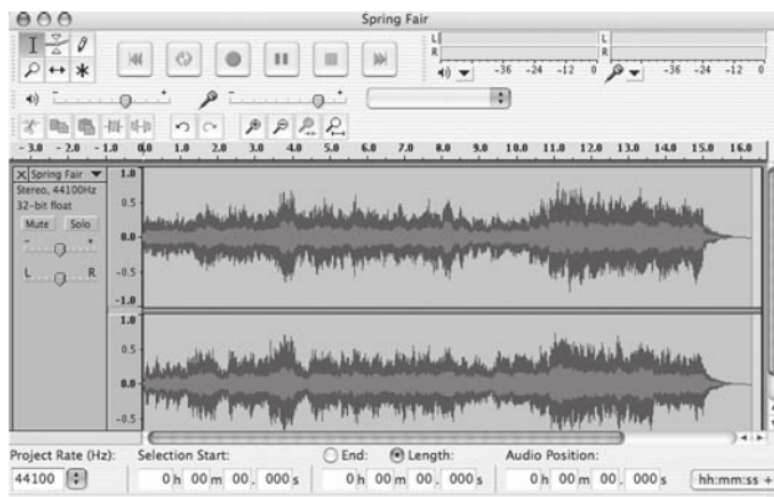 Spring Fair
L
R
-36 -24 -12 0
L
R
-36 -24 -12 0
- +
- +
- 3.0 - 2.0 - 1.0 0.0 1.0 2.0 3.0 4.0 5.0 6.0 7.0 8.0 9.0 10.0 11.0 12.0 13.0 14.0 15.0 16.0
X Spring Fair
Stereo, 44100Hz
32-bit float
Mute Solo
- +
L R
1.0
0.5
0.0
-0.5
-1.0
1.0
0.5
0.0
-0.5
Project Rate (Hz): Selection Start: End: Length: Audio Position:
44100 0 h 00 m 00 . 000 s 0 h 00 m 00 . 000 s 0 h 00 m 00 . 000 s hh:mm:ss +